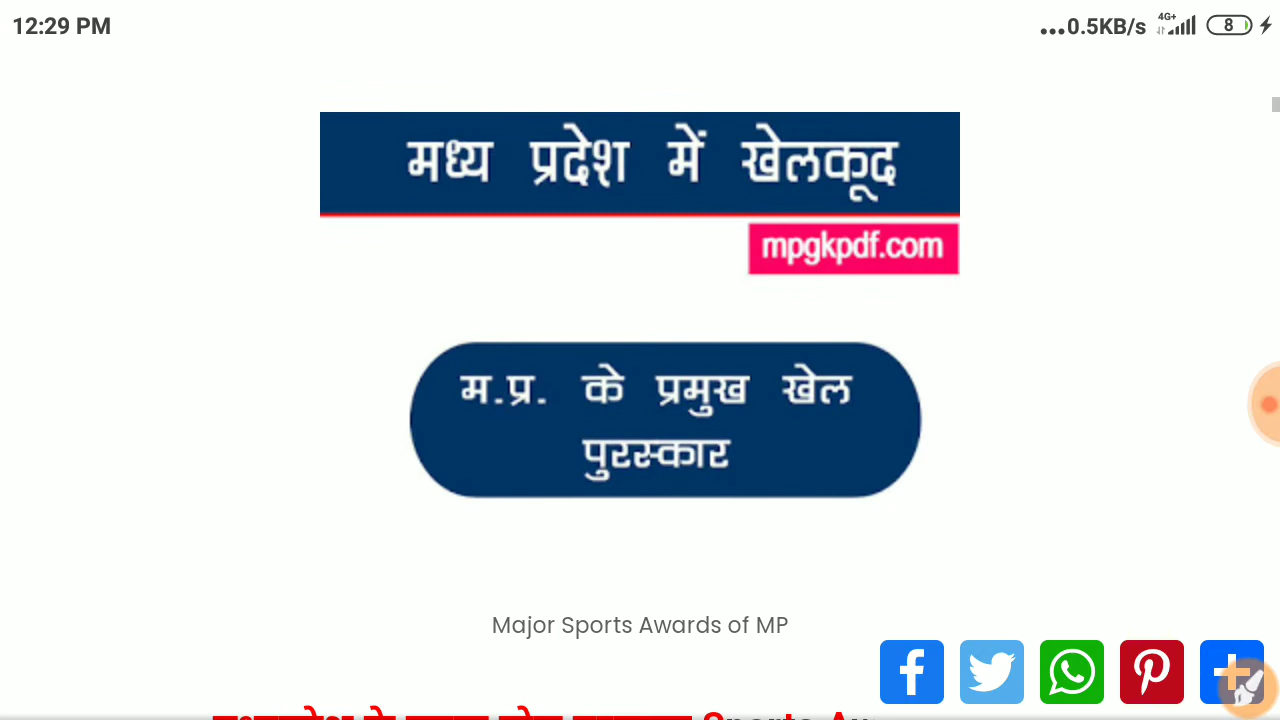 12:29 PM
...0.5KB/s 4G+ 8
मध्य प्रदेश में खेलकूद
mpgkpdf.com
म.प्र. के प्रमुख खेल
पुरस्कार
Major Sports Awards of MP